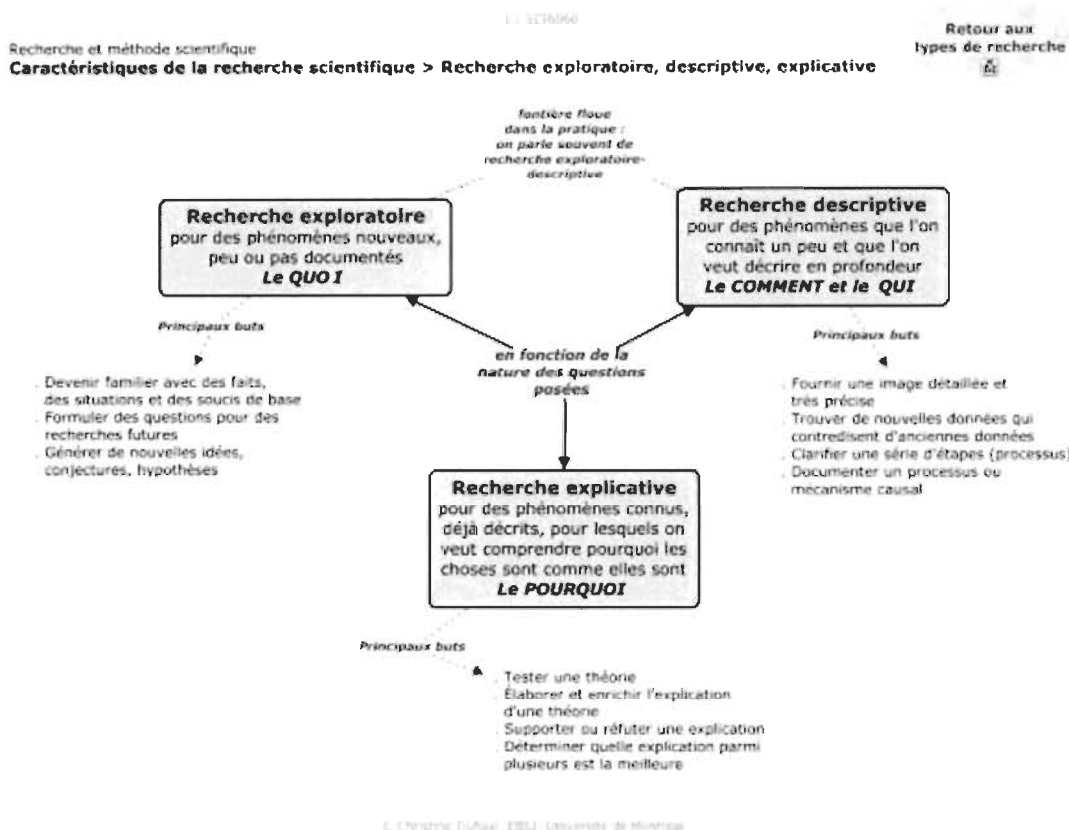 Recherche et méthode scientifique
Caractéristiques de la recherche scientifique > Recherche exploratoire, descriptive, explicative
Retour aux
types de recherche
fontière floue
dans la pratique :
on parle souvent de
recherche exploratoire-
descriptive
Recherche exploratoire
pour des phénomènes nouveaux,
peu ou pas documentés
Le QUOI
Recherche descriptive
pour des phénomènes que l'on
connaît un peu et que l'on
veut décrire en profondeur
Le COMMENT et le QUI
Principaux buts
. Devenir familier avec des faits,
des situations et des soucis de base
. Formuler des questions pour des
recherches futures
. Générer de nouvelles idées,
conjectures, hypothèses
en fonction de la
nature des questions
posées
Principaux buts
. Fournir une image détaillée et
très précise
. Trouver de nouvelles données qui
contredisent d'anciennes données
. Clarifier une série d'étapes (processus)
. Documenter un processus ou
mécanisme causal
Recherche explicative
pour des phénomènes connus,
déjà décrits, pour lesquels on
veut comprendre pourquoi les
choses sont comme elles sont
Le POURQUOI
Principaux buts
. Tester une théorie
. Élaborer et enrichir l'explication
d'une théorie
. Supporter ou réfuter une explication
. Déterminer quelle explication parmi
plusieurs est la meilleure
Christine Dufour, EBSI, Université de Montréal